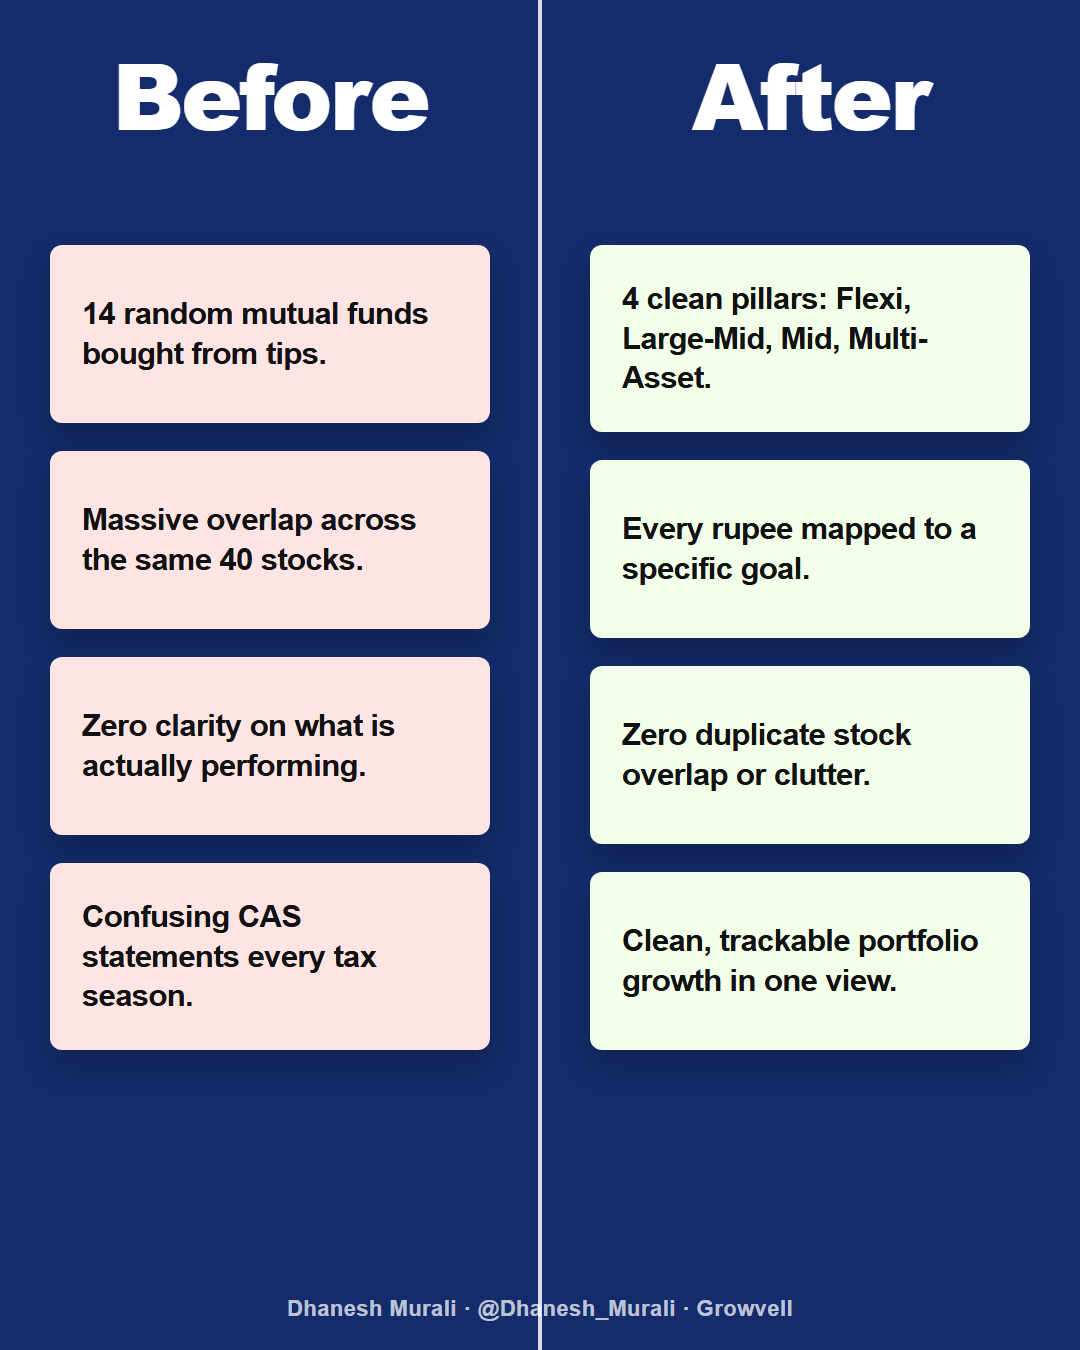 Before
14 random mutual funds
bought from tips.
Massive overlap across
the same 40 stocks.
Zero clarity on what is
actually performing.
Confusing CAS
statements every tax
season.
After
4 clean pillars: Flexi,
Large-Mid, Mid, Multi-
Asset.
Every rupee mapped to a
specific goal.
Zero duplicate stock
overlap or clutter.
Clean, trackable portfolio
growth in one view.
Dhanesh Murali · @Dhanesh_Murali · Growvell